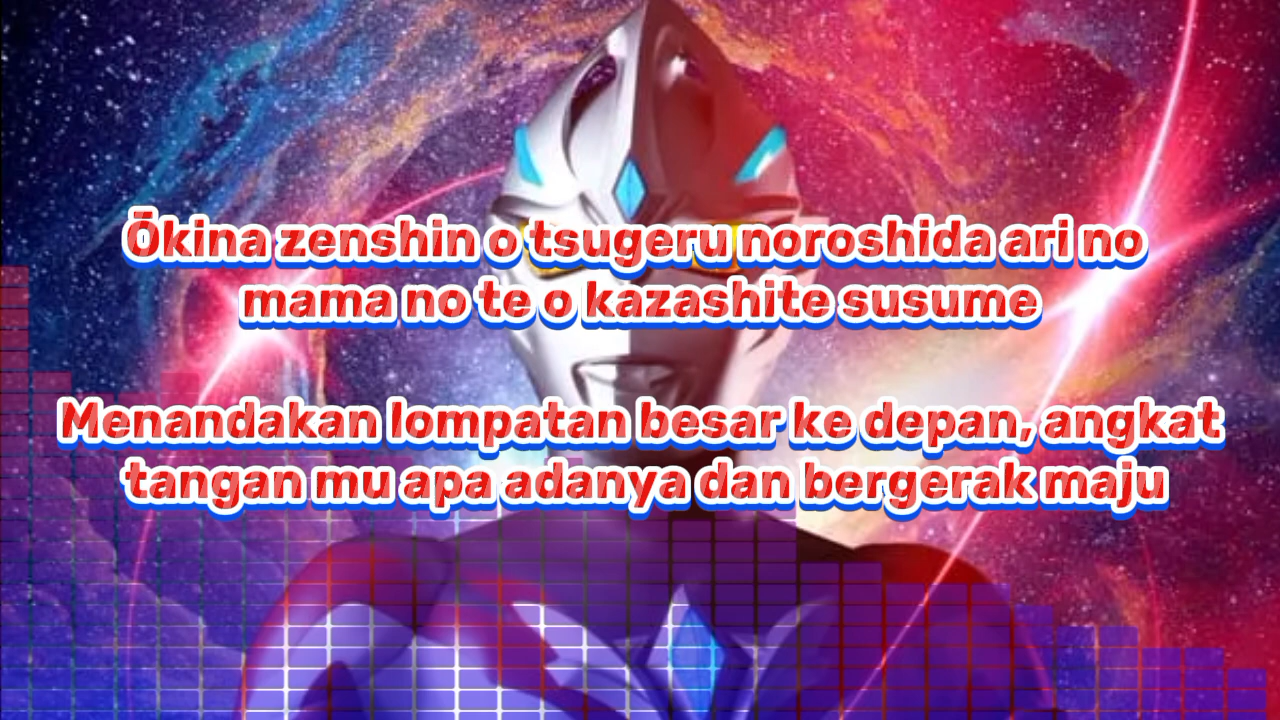 Ōkina zenshin o tsugeru noroshida ari no
mama no te o kazashite susume
Menandakan lompatan besar ke depan, angkat
tangan mu apa adanya dan bergerak maju